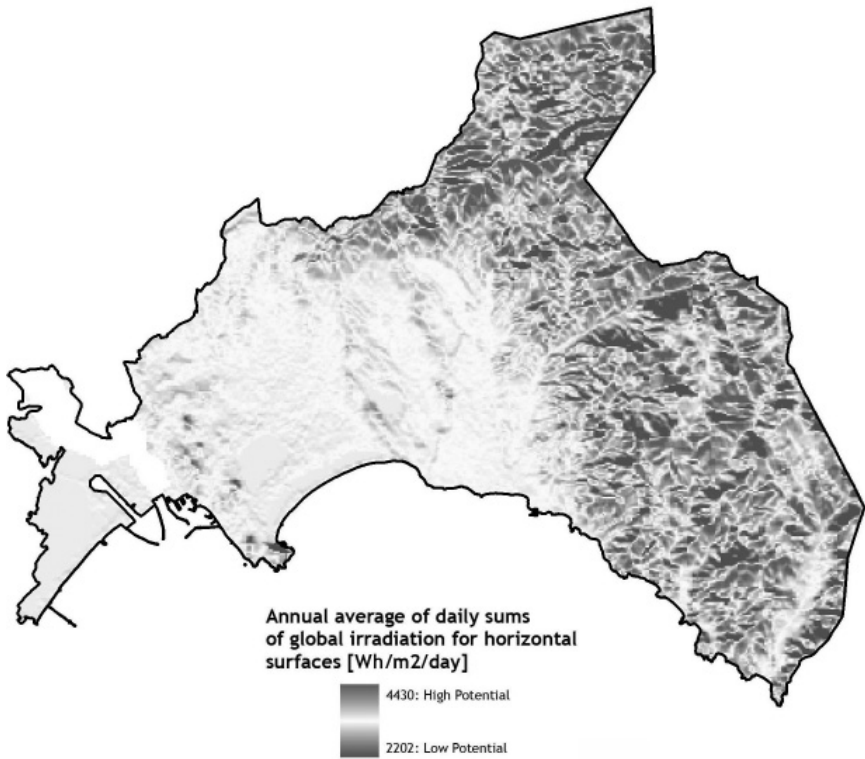 Annual average of daily sums
of global irradiation for horizontal
surfaces [Wh/m2/day]
4430: High Potential
2202: Low Potential